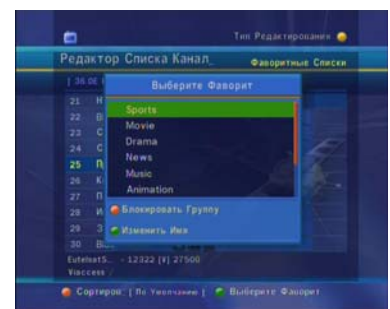 Тип Редактирования
Редактор Списка Канал..
Фаворитные Списки
Выберите Фаворит
21 Н
Sports
22 В
Movie
23 С
Drama
24 С
News
25
Music
26 К
Animation
27 П
28 И
Блокировать Группу
29 З
Изменить Имя
30
- 12322 [V] 27500
Viaccess /
Сортиров. [ По Умолчанию ]
Выберите Фаворит